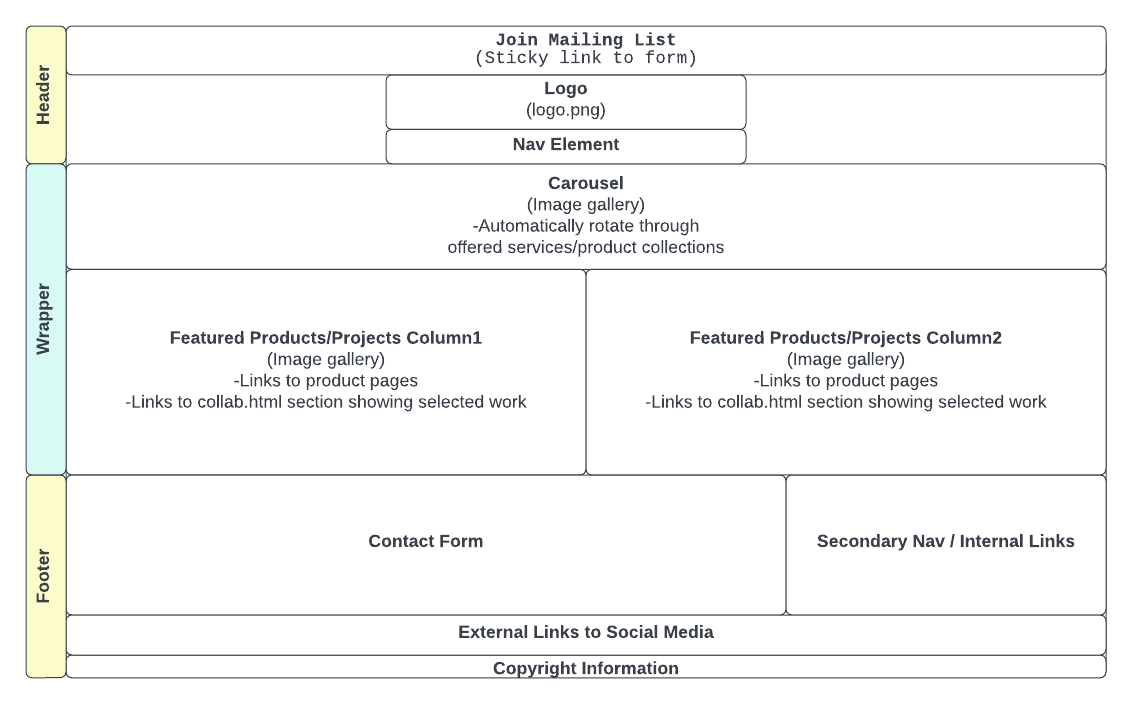 Header
Join Mailing List
(Sticky link to form)
Logo
(logo.png)
Nav Element
Wrapper
Carousel
(Image gallery)
-Automatically rotate through
offered services/product collections
Featured Products/Projects Column1
(Image gallery)
-Links to product pages
-Links to collab.html section showing selected work
Featured Products/Projects Column2
(Image gallery)
-Links to product pages
-Links to collab.html section showing selected work
Footer
Contact Form
Secondary Nav / Internal Links
External Links to Social Media
Copyright Information